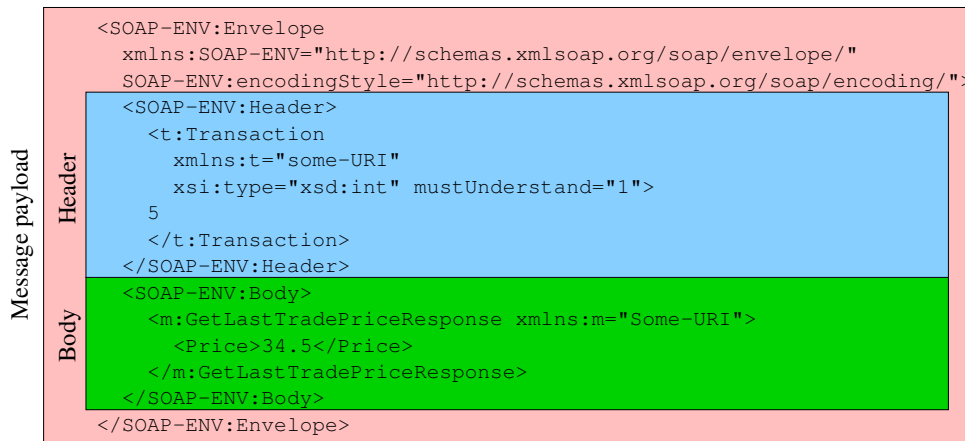 <SOAP-ENV:Envelope
xmlns:SOAP-ENV="http://schemas.xmlsoap.org/soap/envelope/"
SOAP-ENV:encodingStyle="http://schemas.xmlsoap.org/soap/encoding/">
<SOAP-ENV:Header>
<t:Transaction
xmlns:t="some-URI"
xsi:type="xsd:int" mustUnderstand="1">
5
</t:Transaction>
</SOAP-ENV:Header>
<SOAP-ENV:Body>
<m:GetLastTradePriceResponse xmlns:m="Some-URI">
<Price>34.5</Price>
</m:GetLastTradePriceResponse>
</SOAP-ENV:Body>
</SOAP-ENV:Envelope>
Message payload
Header
Body